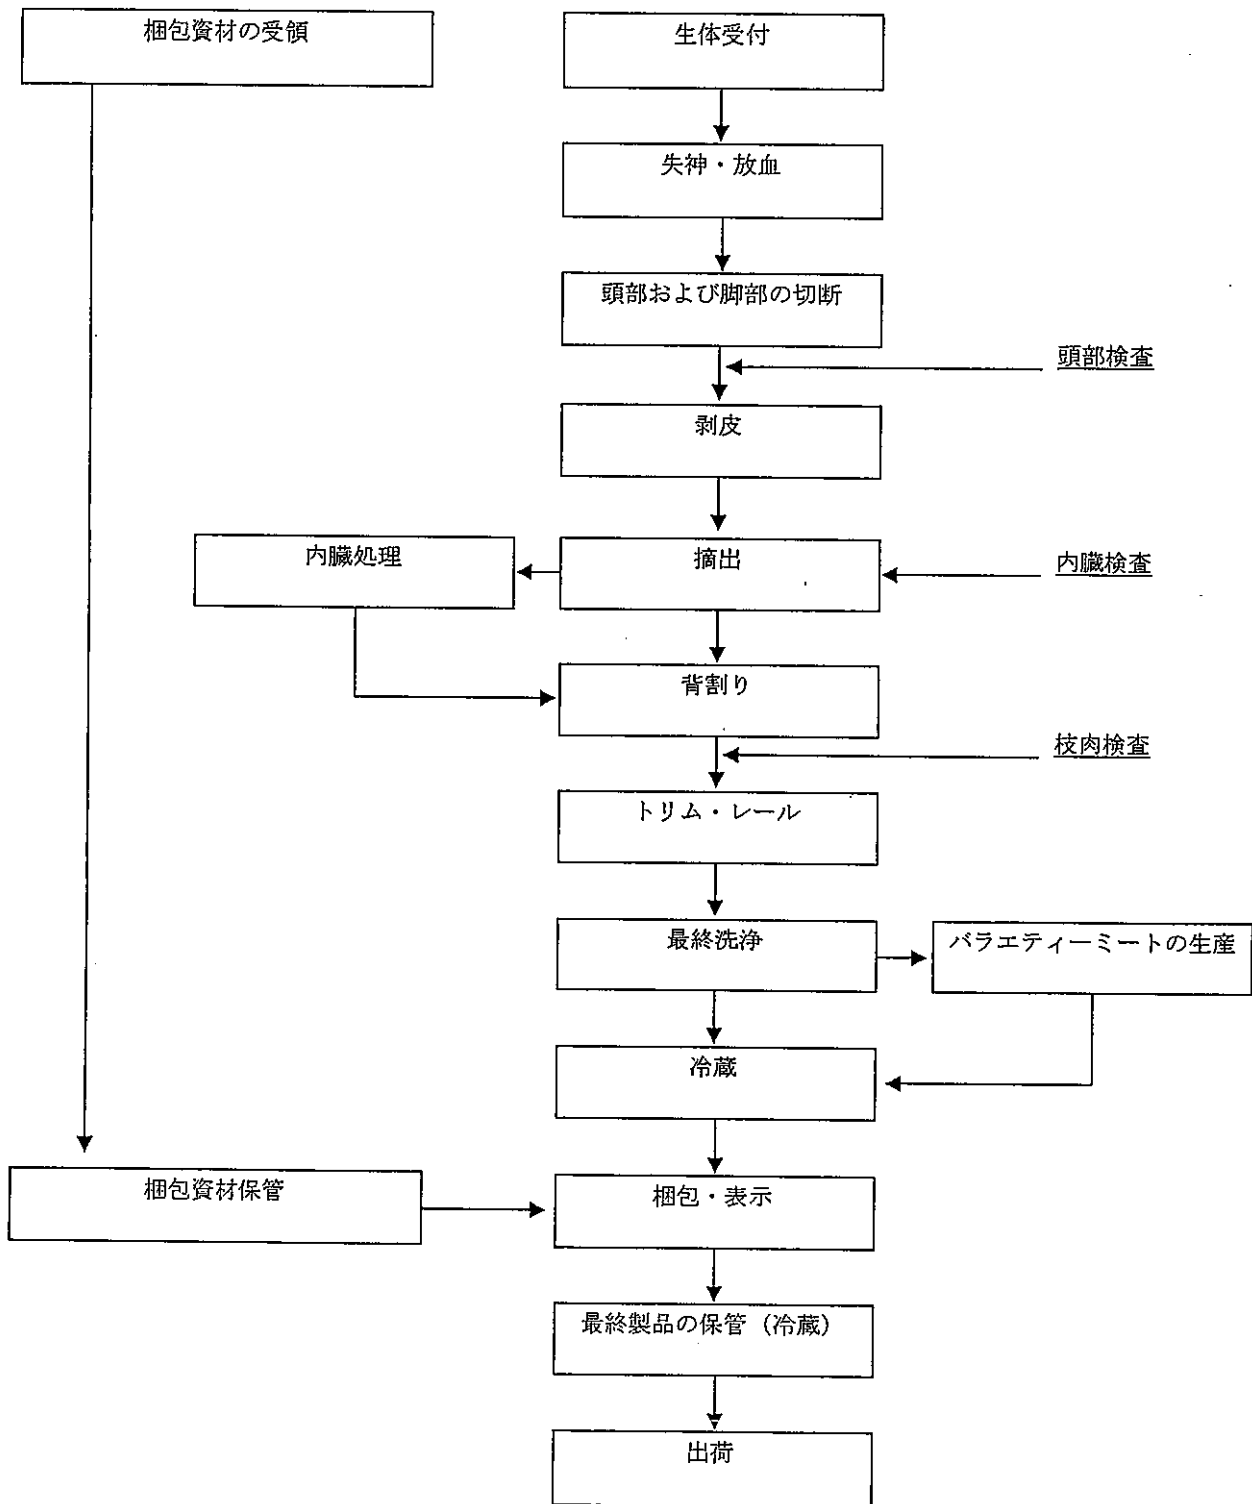 梱包資材の受領
生体受付
失神・放血
頭部および脚部の切断
頭部検査
剥皮
内臓処理
摘出
内臓検査
背割り
枝肉検査
トリム・レール
最終洗浄
バラエティーミートの生産
冷蔵
梱包資材保管
梱包・表示
最終製品の保管（冷蔵）
出荷